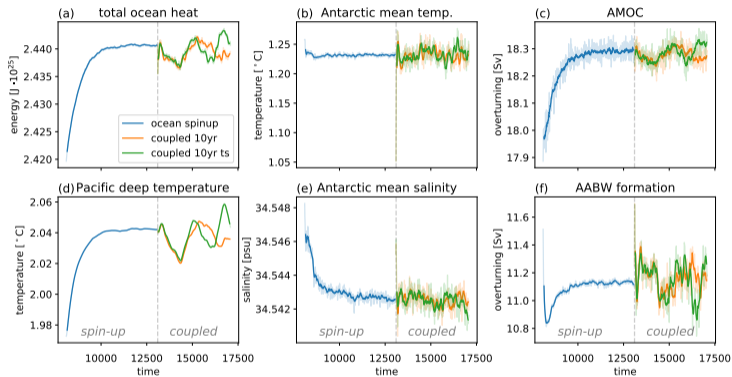 (a) total ocean heat
energy [J ·10²⁵]
2.440
2.435
2.430
2.425
2.420
ocean spinup
coupled 10yr
coupled 10yr ts
(b) Antarctic mean temp.
temperature [°C]
1.25
1.20
1.15
1.10
1.05
10000 12500 15000 17500
(c) AMOC
overturning [Sv]
18.3
18.2
18.1
18.0
17.9
(d) Pacific deep temperature
temperature [°C]
2.06
2.04
2.02
2.00
1.98
spin-up coupled
10000 12500 15000 17500
time
(e) Antarctic mean salinity
salinity [psu]
34.548
34.546
34.544
34.542
spin-up coupled
10000 12500 15000 17500
time
(f) AABW formation
overturning [Sv]
11.6
11.4
11.2
11.0
10.8
spin-up coupled
10000 12500 15000 17500
time